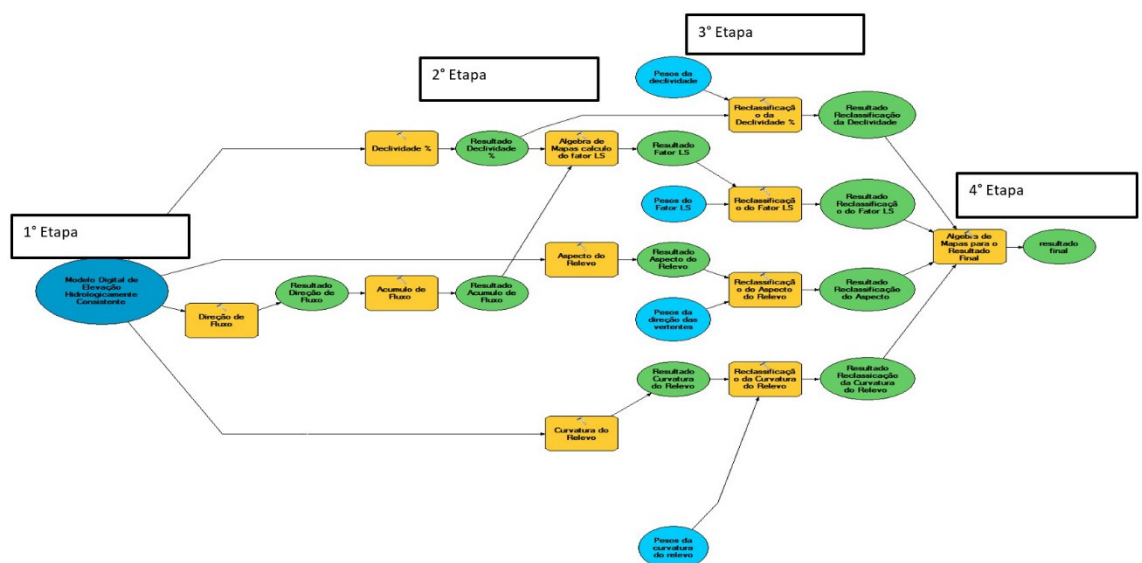 3° Etapa
2° Etapa
1° Etapa
4° Etapa
Pesos da
declividade
Reclassificaçã
o da
Declividade %
Resultado
Reclassificação
da Declividade
Declividade %
Resultado
Declividade
%
Algebra de
Mapas calculo
do fator LS
Resultado
Fator LS
Pesos do
Fator LS
Reclassificaçã
o do Fator LS
Resultado
Reclassificaçã
o do Fator LS
Algebra de
Mapas para o
Resultado
Final
resultado
final
Modelo Digital de
Elevação
Hidrologicamente
Consistente
Direção de
Fluxo
Resultado
Direção de
Fluxo
Acumulo de
Fluxo
Resultado
Acumulo de
Fluxo
Aspecto do
Relevo
Resultado
Aspecto do
Relevo
Pesos da
direção das
vertentes
Reclassificaçã
o do Aspecto do
Relevo
Resultado
Reclassificação
do Aspecto
Curvatura do
Relevo
Resultado
Curvatura
do Relevo
Reclassificaçã
o da Curvatura
do Relevo
Resultado
Reclassicação
da Curvatura
do Relevo
Pesos da
curvatura
do relevo